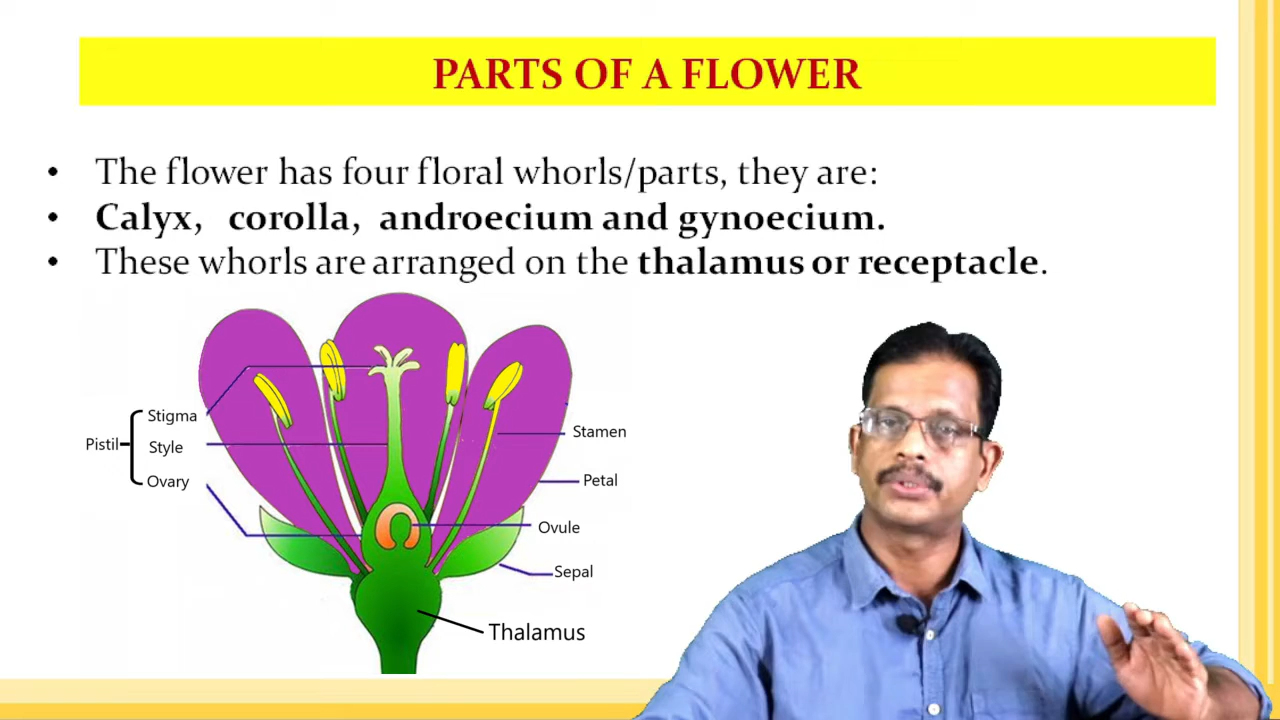 PARTS OF A FLOWER
• The flower has four floral whorls/parts, they are:
• Calyx, corolla, androecium and gynoecium.
• These whorls are arranged on the thalamus or receptacle.
Stigma
Pistil
Style
Ovary
Stamen
Petal
Ovule
Sepal
Thalamus